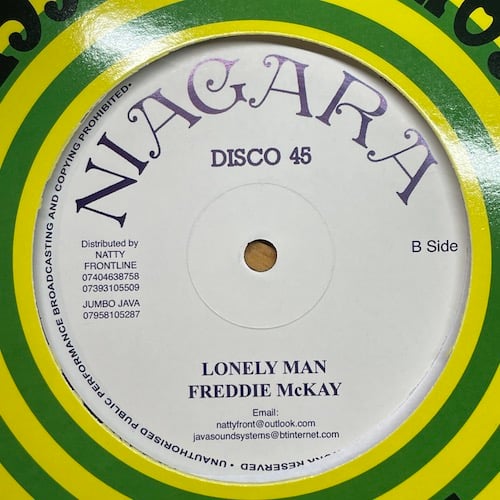 NIAGARA
DISCO 45
B Side
Distributed by
NATTY
FRONTLINE
07404638758
07393105509
JUMBO JAVA
07958105287
LONELY MAN
FREDDIE McKAY
Email:
nattyfront@outlook.com
javasoundsystems@btinternet.com
RESERVED • UNAUTHORISED PUBLIC PERFORMANCE BROADCASTING AND COPYING PROHIBITED•